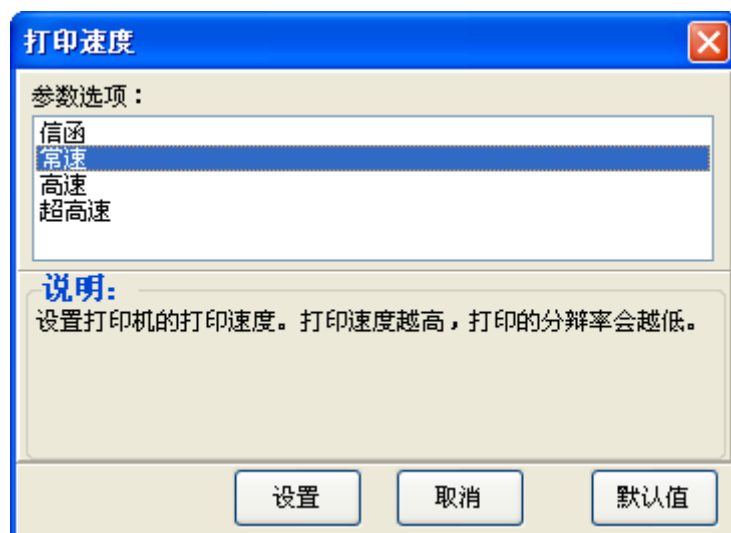 打印速度
参数选项：
信函
常速
高速
超高速
说明:
设置打印机的打印速度。打印速度越高，打印的分辩率会越低。
设置
取消
默认值